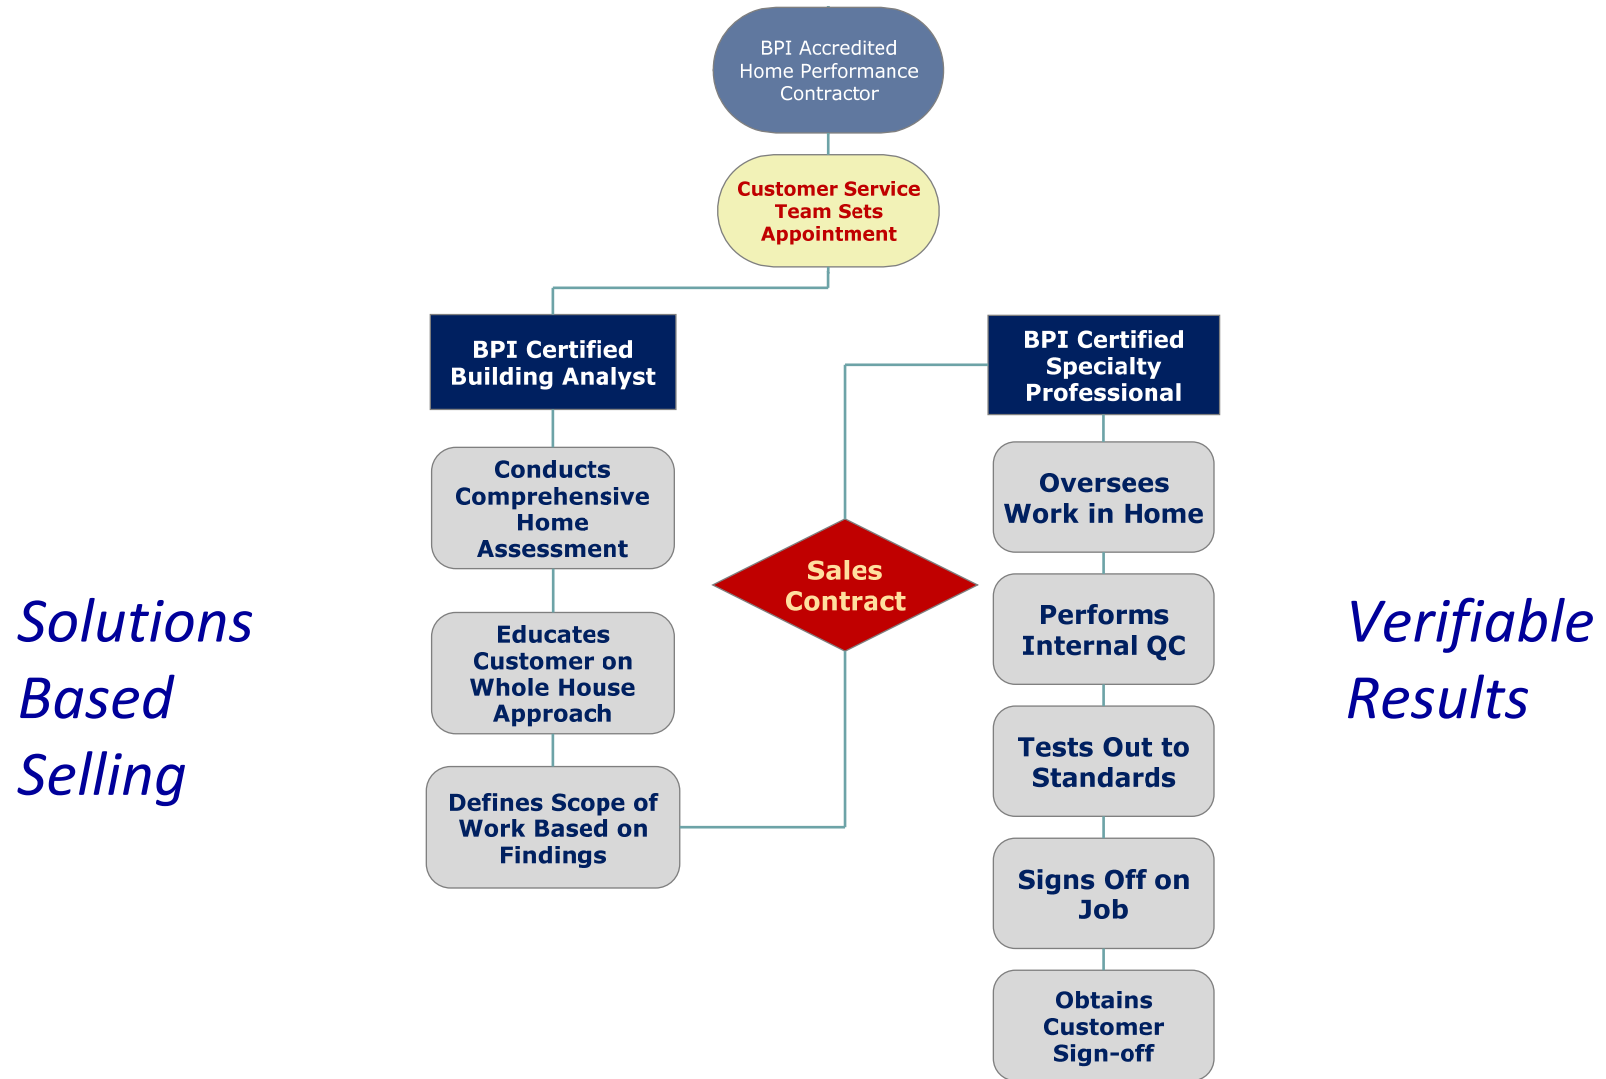 BPI Accredited
Home Performance
Contractor
Customer Service
Team Sets
Appointment
BPI Certified
Building Analyst
Conducts
Comprehensive
Home
Assessment
Educates
Customer on
Whole House
Approach
Defines Scope of
Work Based on
Findings
Sales
Contract
BPI Certified
Specialty
Professional
Oversees
Work in Home
Performs
Internal QC
Tests Out to
Standards
Signs Off on
Job
Obtains
Customer
Sign-off
Solutions
Based
Selling
Verifiable
Results